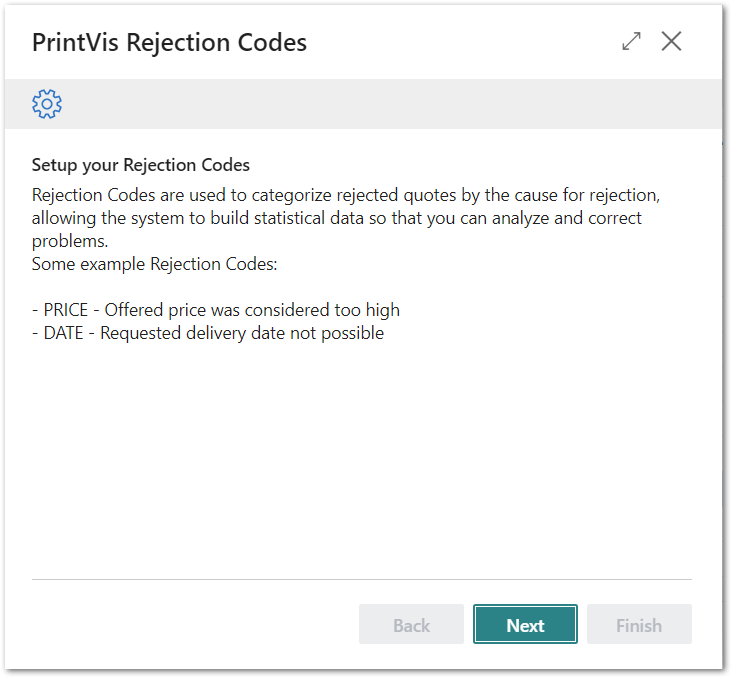 PrintVis Rejection Codes
Setup your Rejection Codes
Rejection Codes are used to categorize rejected quotes by the cause for rejection,
allowing the system to build statistical data so that you can analyze and correct
problems.
Some example Rejection Codes:
- PRICE - Offered price was considered too high
- DATE - Requested delivery date not possible
Back
Next
Finish